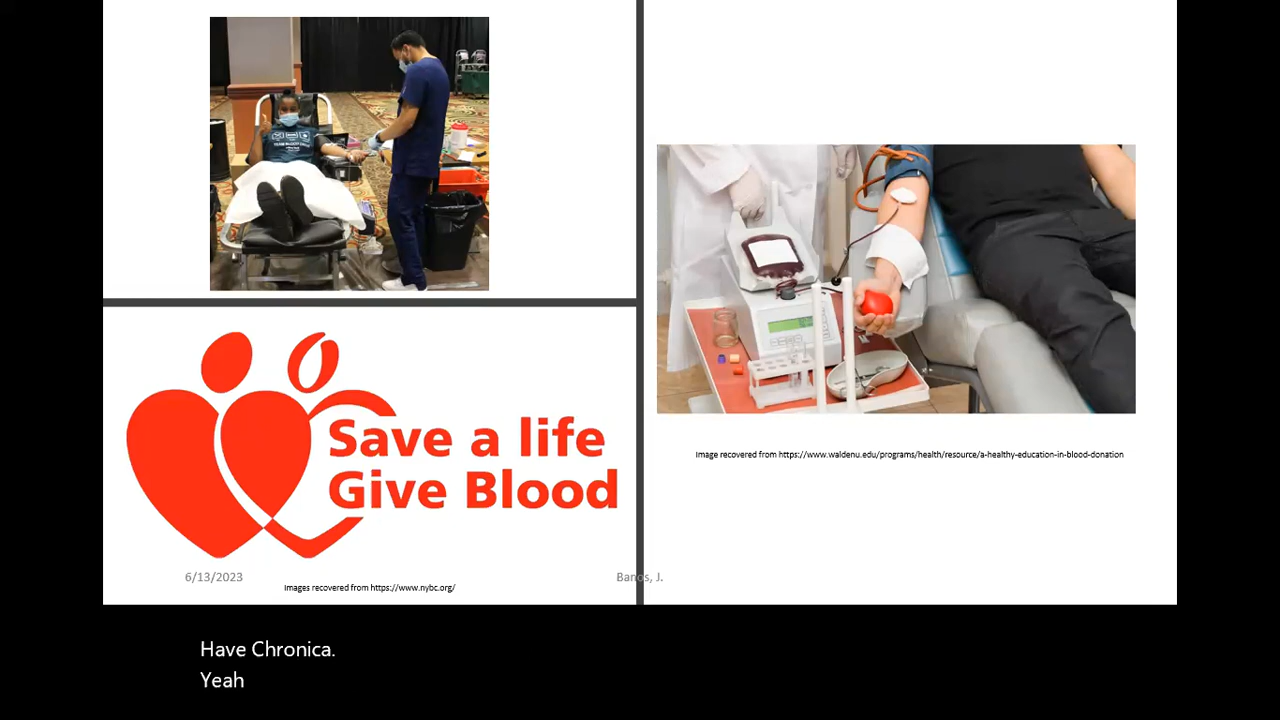 Save a life
Give Blood
6/13/2023
Images recovered from https://www.nybc.org/
Banos, J.
Image recovered from https://www.waldenu.edu/programs/health/resource/a-healthy-education-in-blood-donation
Have Chronica.
Yeah